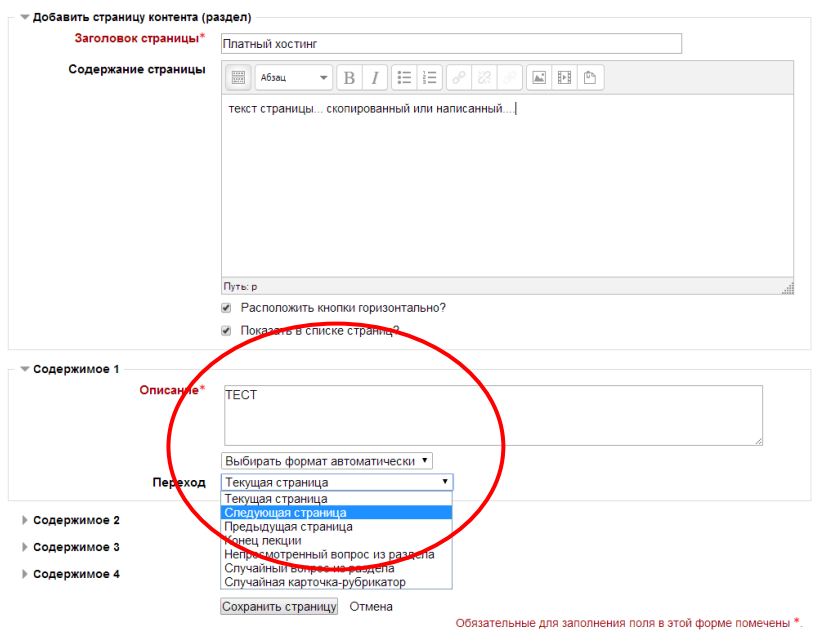 Добавить страницу контента (раздел)
Заголовок страницы*
Платный хостинг
Содержание страницы
Абзац B I
текст страницы... скопированный или написанный....
Путь: p
Расположить кнопки горизонтально?
Показать в списке страниц?
Содержимое 1
Описание*
ТЕСТ
Выбирать формат автоматически
Переход
Текущая страница
Текущая страница
Следующая страница
Предыдущая страница
Конец лекции
Непросмотренный вопрос из раздела
Случайный вопрос из раздела
Случайная карточка-рубрикатор
Содержимое 2
Содержимое 3
Содержимое 4
Сохранить страницу Отмена
Обязательные для заполнения поля в этой форме помечены *.